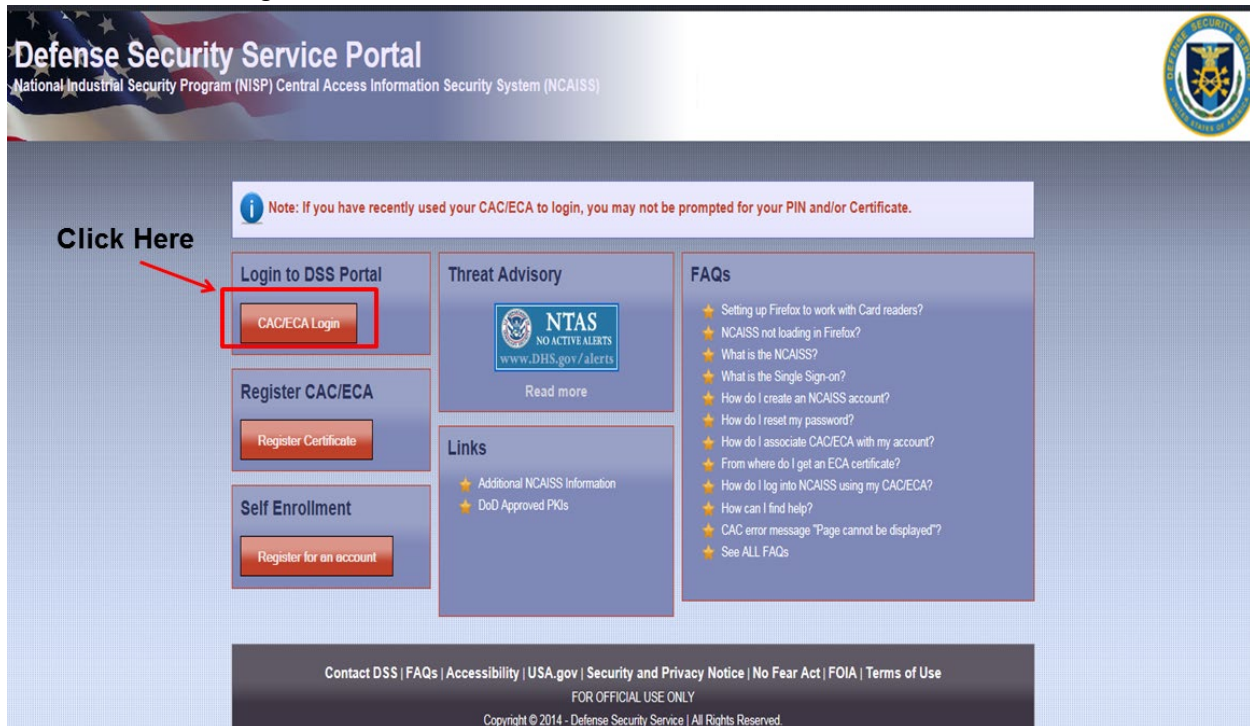 Defense Security Service Portal
National Industrial Security Program (NISP) Central Access Information Security System (NCAISS)
DEFENSE SECURITY SERVICE
UNITED STATES OF AMERICA
Note: If you have recently used your CAC/ECA to login, you may not be prompted for your PIN and/or Certificate.
Click Here
Login to DSS Portal
CAC/ECA Login
Register CAC/ECA
Register Certificate
Self Enrollment
Register for an account
Threat Advisory
NTAS
NO ACTIVE ALERTS
www.DHS.gov/alerts
Read more
Links
Additional NCAISS Information
DoD Approved PKIs
FAQs
Setting up Firefox to work with Card readers?
NCAISS not loading in Firefox?
What is the NCAISS?
What is the Single Sign-on?
How do I create an NCAISS account?
How do I reset my password?
How do I associate CAC/ECA with my account?
From where do I get an ECA certificate?
How do I log into NCAISS using my CAC/ECA?
How can I find help?
CAC error message "Page cannot be displayed"?
See ALL FAQs
Contact DSS | FAQs | Accessibility | USA.gov | Security and Privacy Notice | No Fear Act | FOIA | Terms of Use
FOR OFFICIAL USE ONLY
Copyright © 2014 - Defense Security Service | All Rights Reserved.